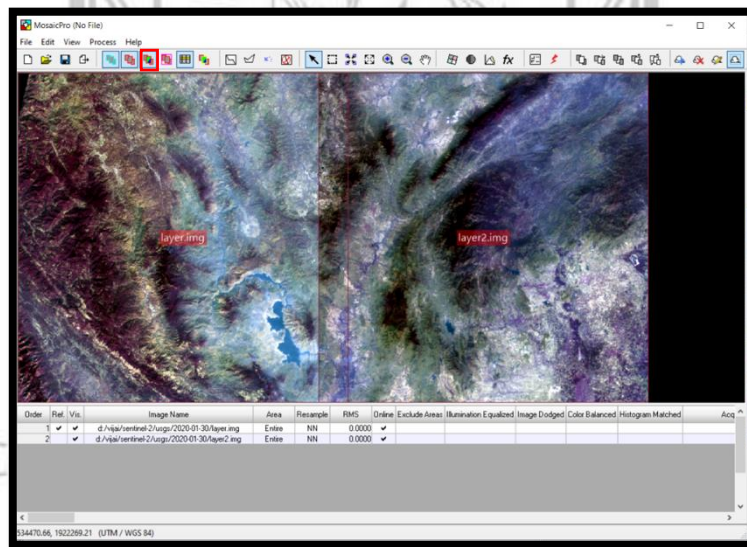 MosaicPro (No File)
File Edit View Process Help
fx
layer.img
layer2.img
Order Ref. Vis. Image Name Area Resample RMS Online Exclude Areas Illumination Equalized Image Dodged Color Balanced Histogram Matched Acq
1 d:/vijai/sentinel-2/usgs/2020-01-30/layer.img Entire NN 0.0000
2 d:/vijai/sentinel-2/usgs/2020-01-30/layer2.img Entire NN 0.0000
534470.66, 1922269.21 (UTM / WGS 84)